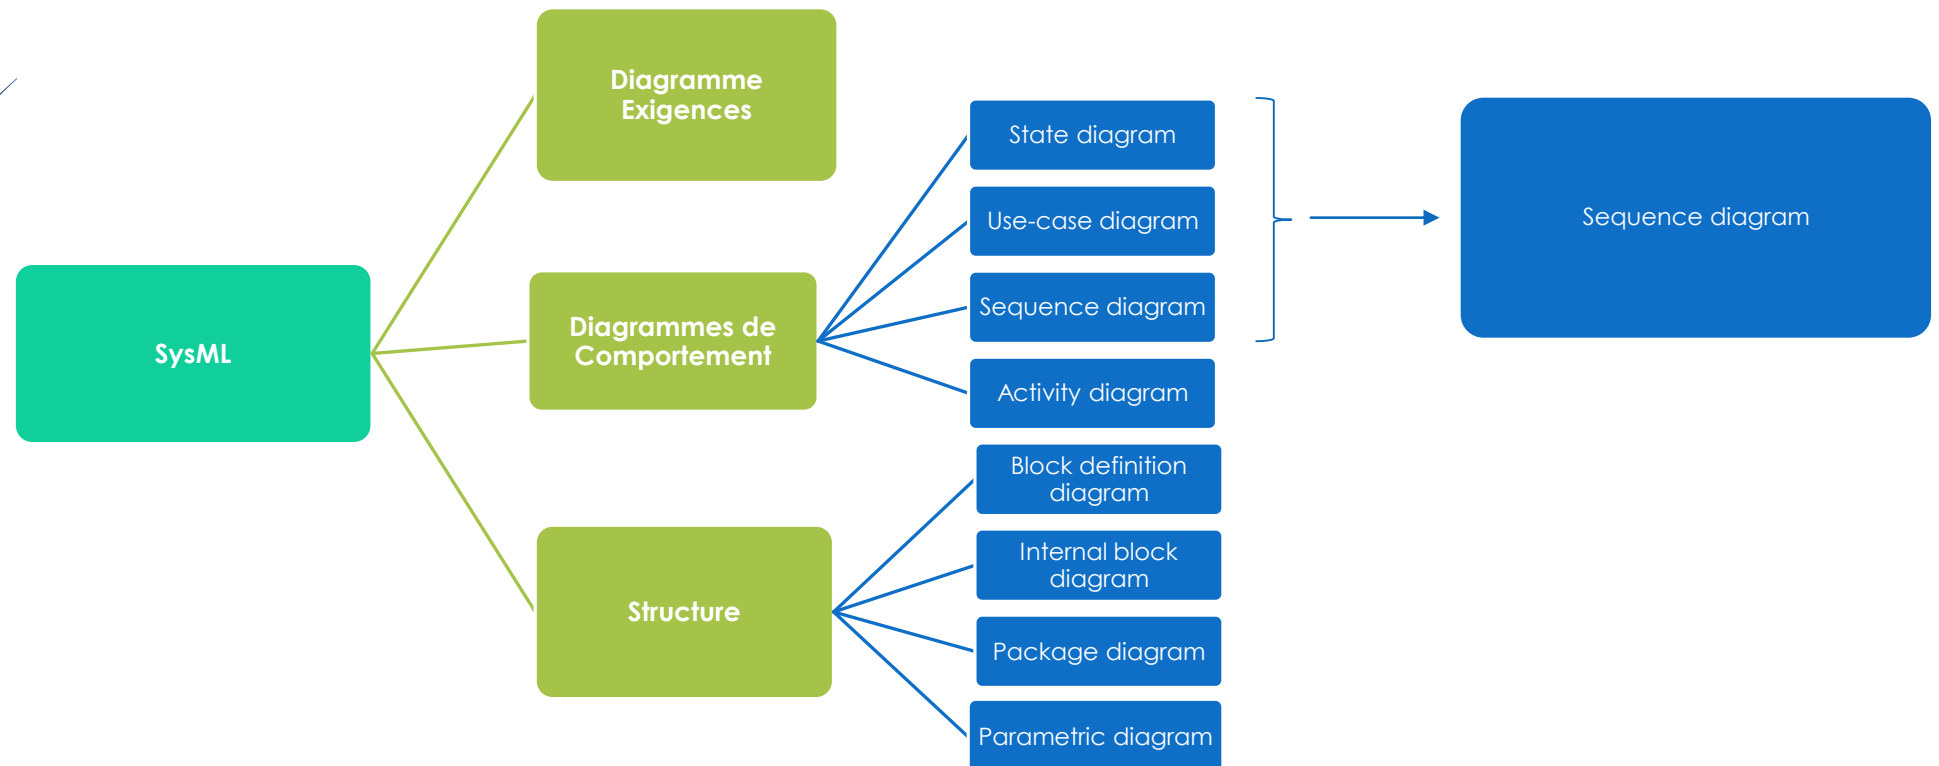 SysML
Diagramme
Exigences
Diagrammes de
Comportement
Structure
State diagram
Use-case diagram
Sequence diagram
Activity diagram
Block definition
diagram
Internal block
diagram
Package diagram
Parametric diagram
Sequence diagram